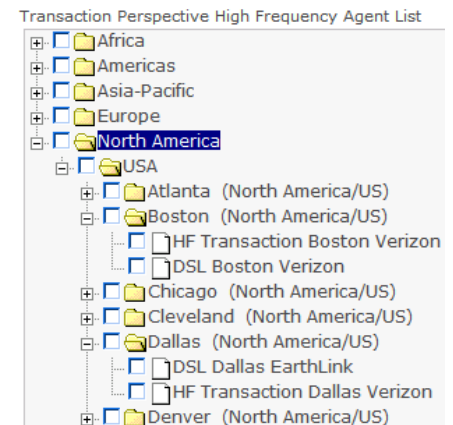 Transaction Perspective High Frequency Agent List
Africa
Americas
Asia-Pacific
Europe
North America
USA
Atlanta (North America/US)
Boston (North America/US)
HF Transaction Boston Verizon
DSL Boston Verizon
Chicago (North America/US)
Cleveland (North America/US)
Dallas (North America/US)
DSL Dallas EarthLink
HF Transaction Dallas Verizon
Denver (North America/US)